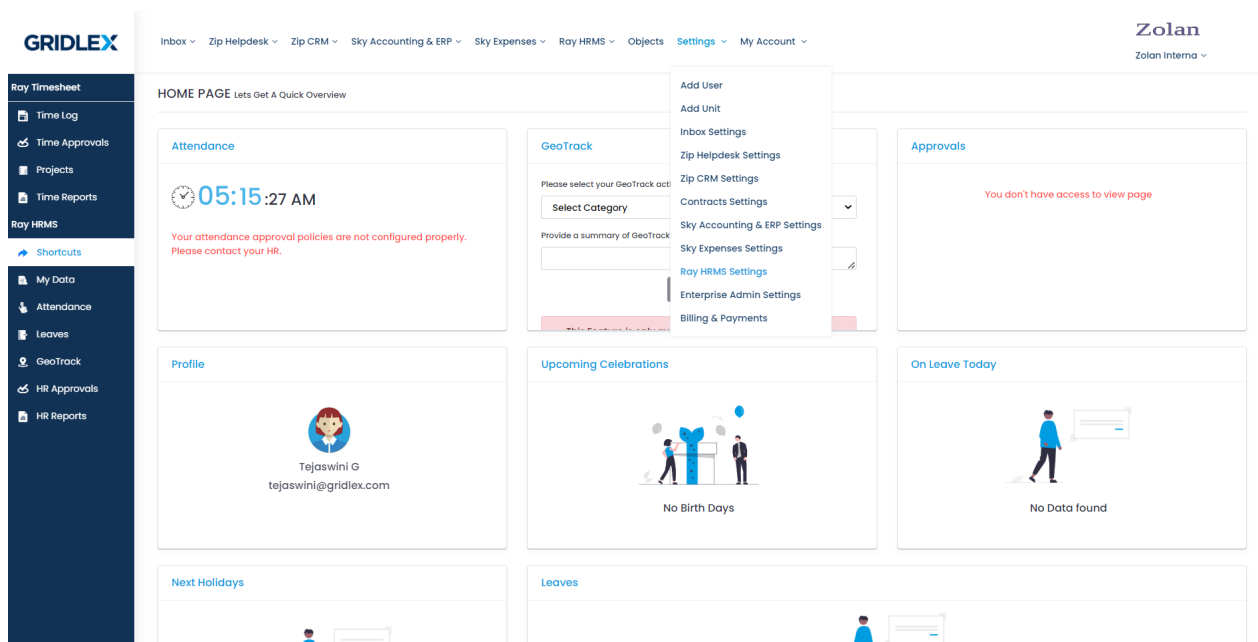 GRIDLEX
Inbox Zip Helpdesk Zip CRM Sky Accounting & ERP Sky Expenses Ray HRMS Objects Settings My Account
Zolan
Zolan Interna
Ray Timesheet
Time Log
Time Approvals
Projects
Time Reports
Ray HRMS
Shortcuts
My Data
Attendance
Leaves
GeoTrack
HR Approvals
HR Reports
HOME PAGE Lets Get A Quick Overview
Add User
Add Unit
Inbox Settings
Zip Helpdesk Settings
Zip CRM Settings
Contracts Settings
Sky Accounting & ERP Settings
Sky Expenses Settings
Ray HRMS Settings
Enterprise Admin Settings
Billing & Payments
Attendance
05:15:27 AM
Your attendance approval policies are not configured properly.
Please contact your HR.
GeoTrack
Please select your GeoTrack
Select Category
Provide a summary of GeoTrack
This Feature is only
Approvals
You don't have access to view page
Profile
Tejaswini G
tejaswini@gridlex.com
Upcoming Celebrations
No Birth Days
On Leave Today
No Data found
Next Holidays
Leaves